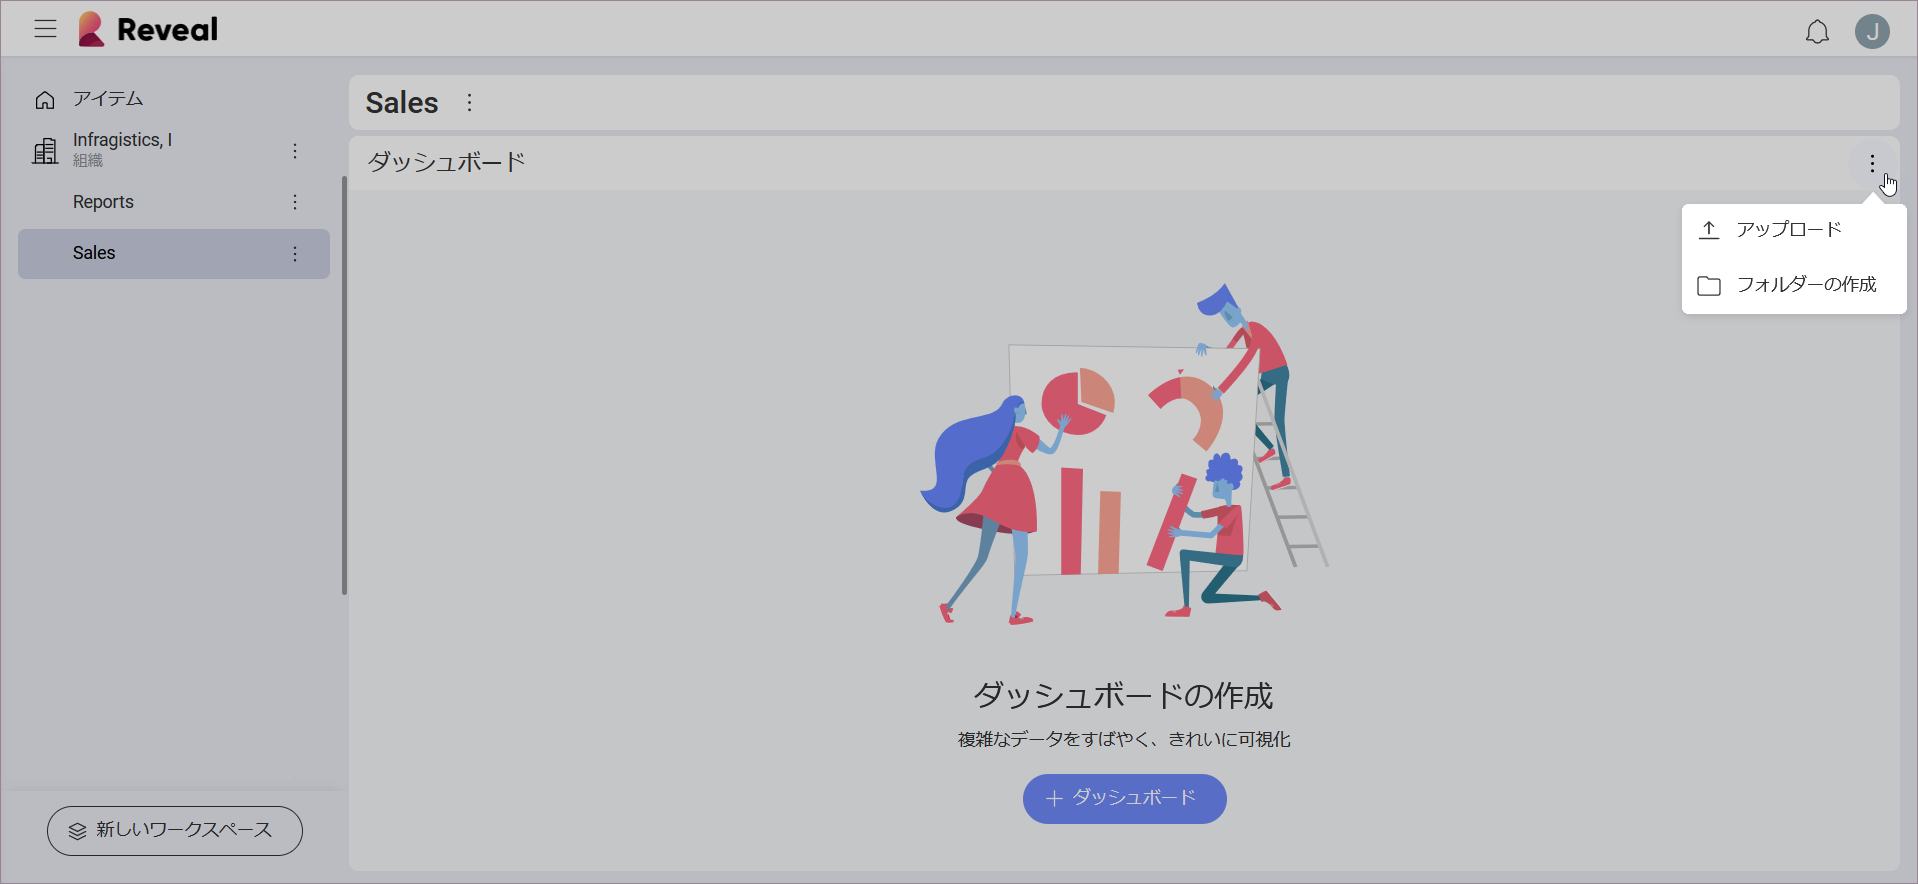 Reveal
J
アイテム
Infragistics, I
組織
Reports
Sales
新しいワークスペース
Sales
ダッシュボード
アップロード
フォルダーの作成
ダッシュボードの作成
複雑なデータをすばやく、きれいに可視化
ダッシュボード